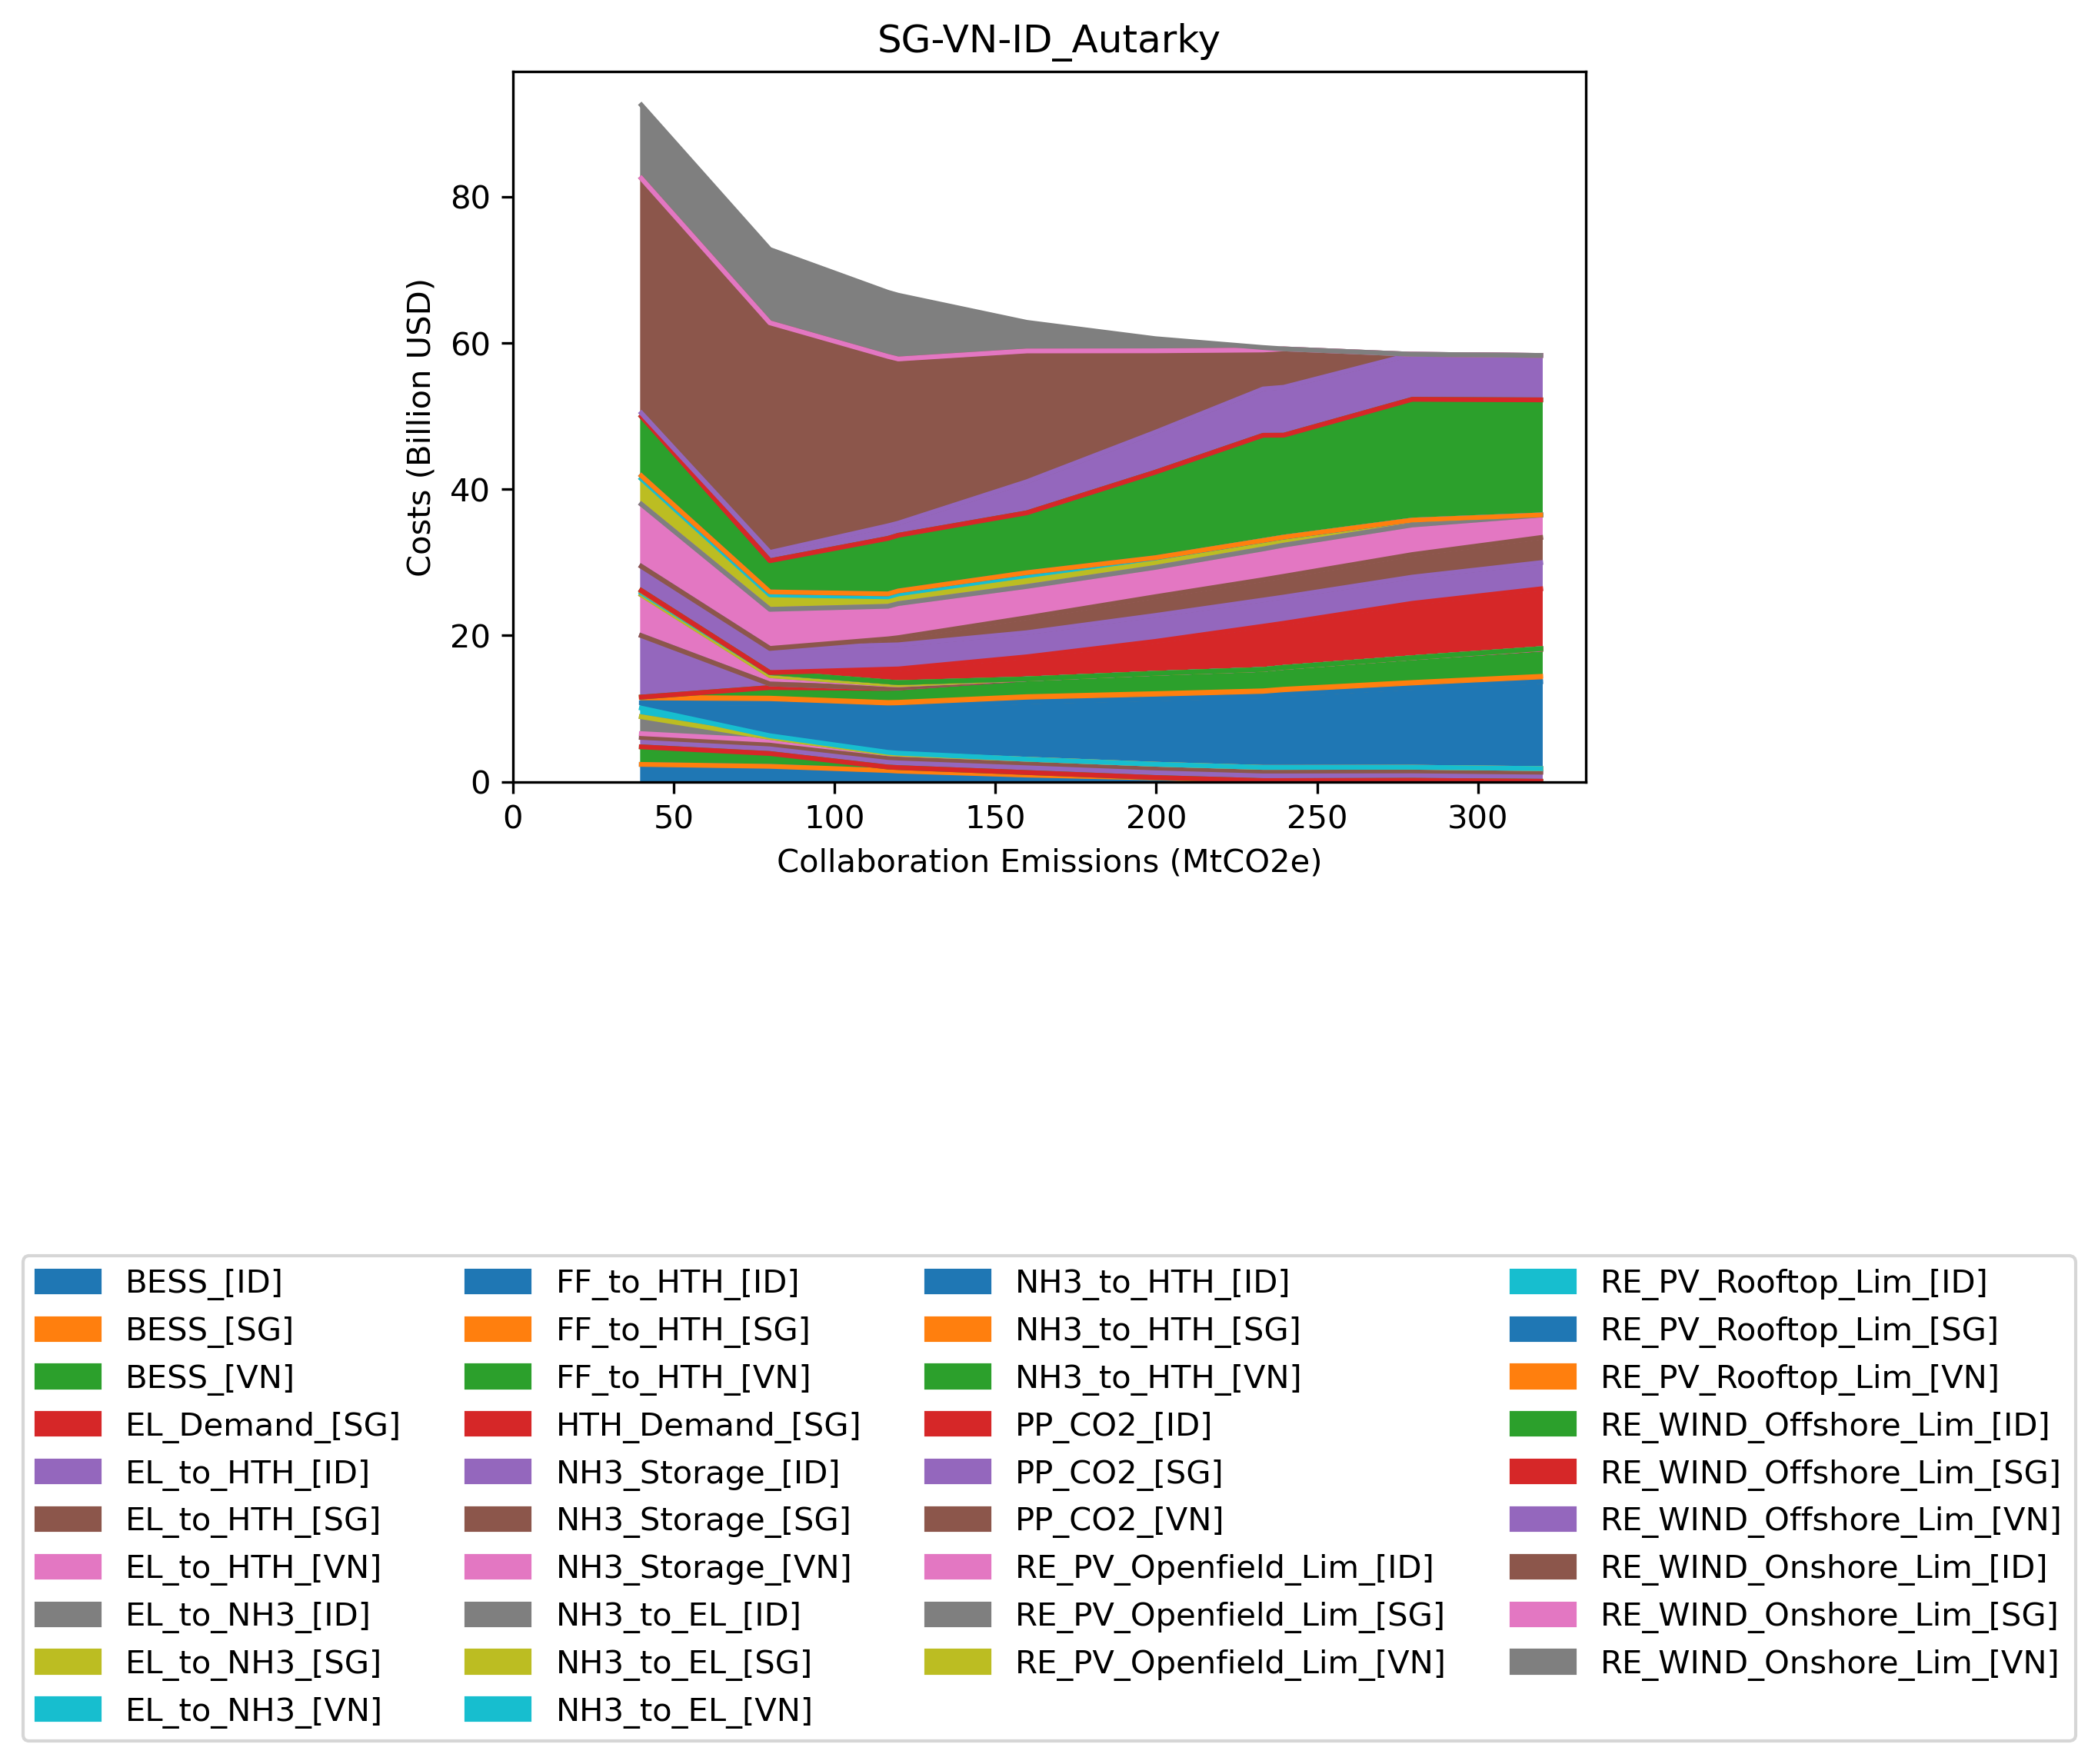 SG-VN-ID_Autarky
Costs (Billion USD)
80
60
40
20
0
0 50 100 150 200 250 300
Collaboration Emissions (MtCO2e)
BESS_[ID]
BESS_[SG]
BESS_[VN]
EL_Demand_[SG]
EL_to_HTH_[ID]
EL_to_HTH_[SG]
EL_to_HTH_[VN]
EL_to_NH3_[ID]
EL_to_NH3_[SG]
EL_to_NH3_[VN]
FF_to_HTH_[ID]
FF_to_HTH_[SG]
FF_to_HTH_[VN]
HTH_Demand_[SG]
NH3_Storage_[ID]
NH3_Storage_[SG]
NH3_Storage_[VN]
NH3_to_EL_[ID]
NH3_to_EL_[SG]
NH3_to_EL_[VN]
NH3_to_HTH_[ID]
NH3_to_HTH_[SG]
NH3_to_HTH_[VN]
PP_CO2_[ID]
PP_CO2_[SG]
PP_CO2_[VN]
RE_PV_Openfield_Lim_[ID]
RE_PV_Openfield_Lim_[SG]
RE_PV_Openfield_Lim_[VN]
RE_PV_Rooftop_Lim_[ID]
RE_PV_Rooftop_Lim_[SG]
RE_PV_Rooftop_Lim_[VN]
RE_WIND_Offshore_Lim_[ID]
RE_WIND_Offshore_Lim_[SG]
RE_WIND_Offshore_Lim_[VN]
RE_WIND_Onshore_Lim_[ID]
RE_WIND_Onshore_Lim_[SG]
RE_WIND_Onshore_Lim_[VN]